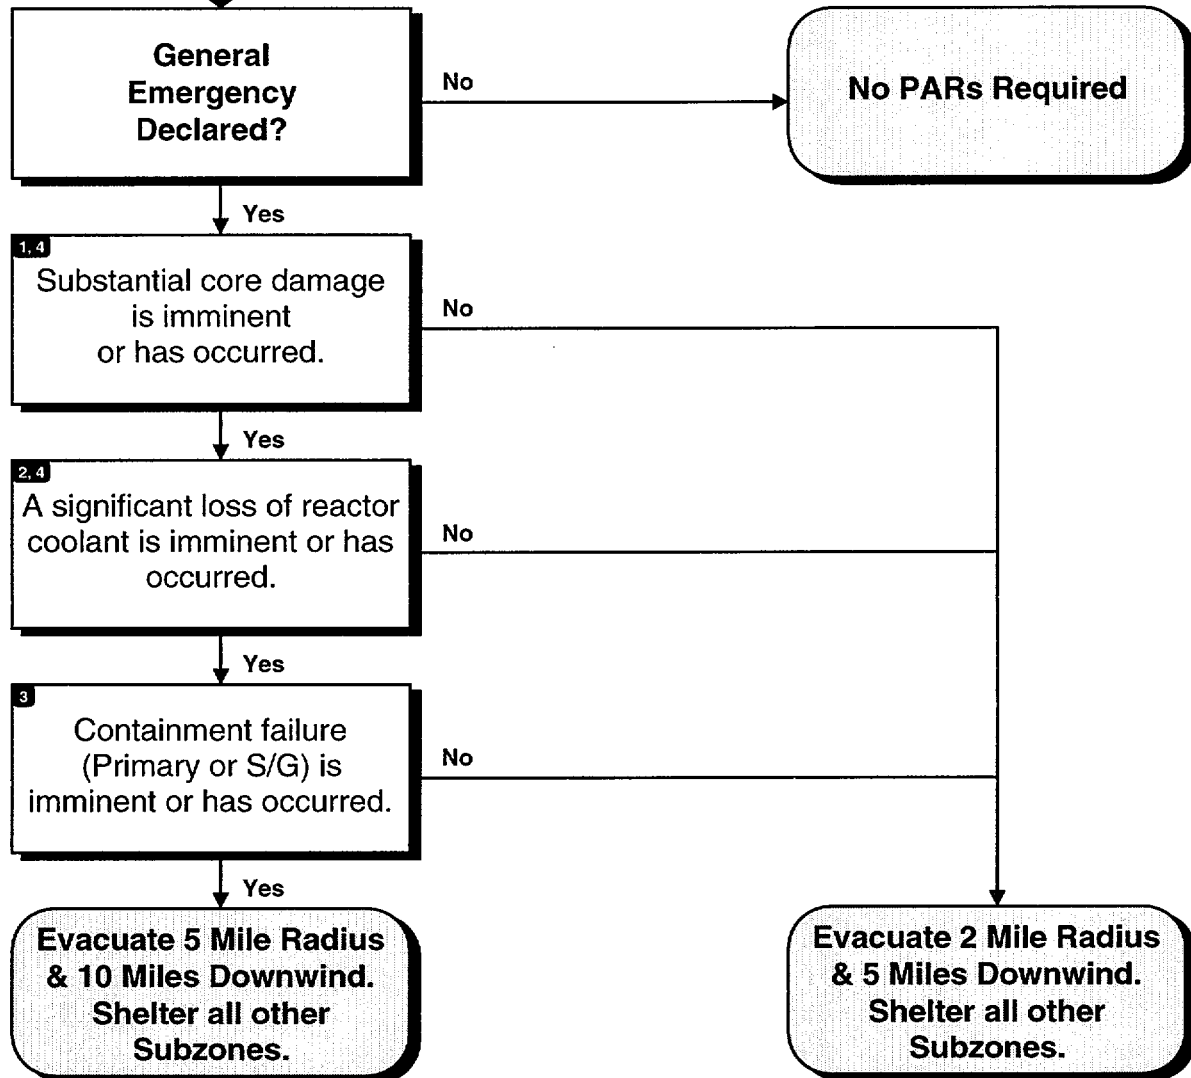 General
Emergency
Declared?
No
No PARs Required
Yes
1, 4
Substantial core damage
is imminent
or has occurred.
No
Yes
2, 4
A significant loss of reactor
coolant is imminent or has
occurred.
No
Yes
3
Containment failure
(Primary or S/G) is
imminent or has occurred.
No
Yes
Evacuate 5 Mile Radius
& 10 Miles Downwind.
Shelter all other
Subzones.
Evacuate 2 Mile Radius
& 5 Miles Downwind.
Shelter all other
Subzones.